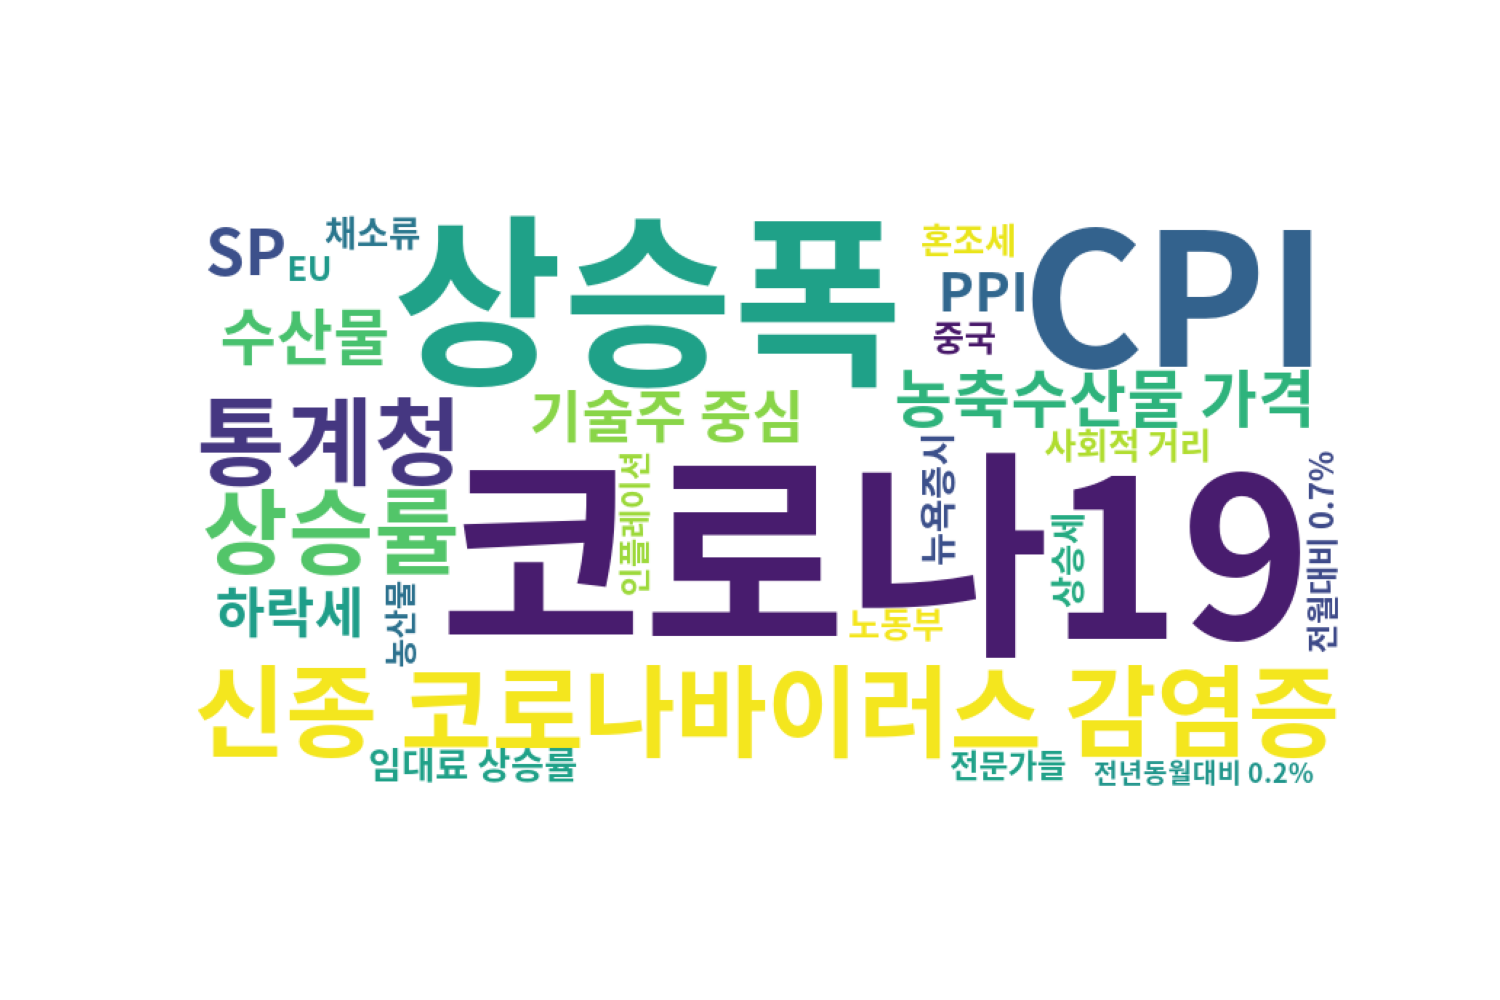 SP
채소류
EU
상승폭
혼조세
CPI
PPI
수산물
중국
통계청
기술주 중심
농축수산물 가격
사회적 거리
상승률
코로나19
인플레이션
뉴욕증시
상승세
전월대비 0.7%
하락세
농산물
노동부
신종 코로나바이러스 감염증
임대료 상승률
전문가들
전년동월대비 0.2%